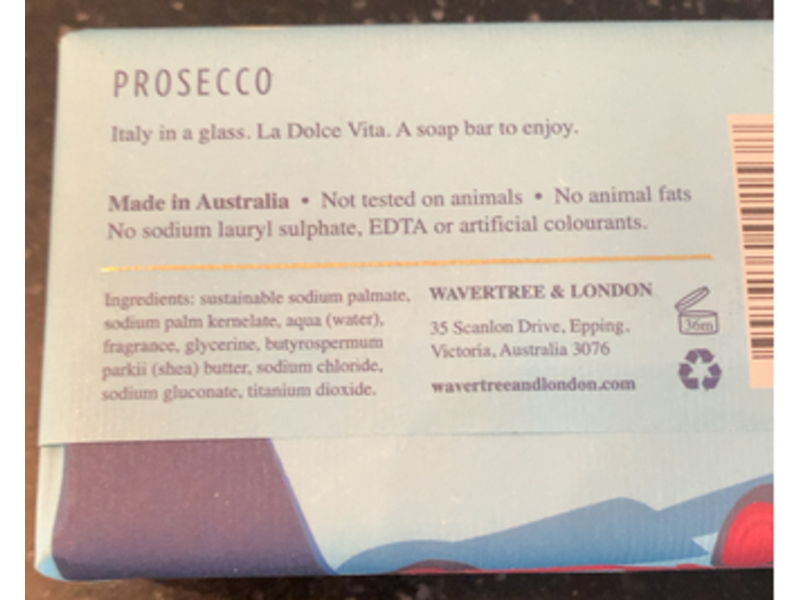 PROSECCO
Italy in a glass. La Dolce Vita. A soap bar to enjoy.
Made in Australia • Not tested on animals • No animal fats
No sodium lauryl sulphate, EDTA or artificial colourants.
Ingredients: sustainable sodium palmate,
sodium palm kernelate, aqua (water),
fragrance, glycerine, butyrospermum
parkii (shea) butter, sodium chloride,
sodium gluconate, titanium dioxide.
WAVERTREE & LONDON
35 Scanlon Drive, Epping,
Victoria, Australia 3076
wavertreeandlondon.com
36m